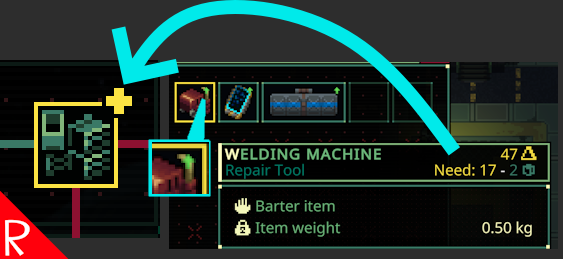 WELDING MACHINE 47
Repair Tool Need: 17 - 2
Barter item
Item weight 0.50 kg
R